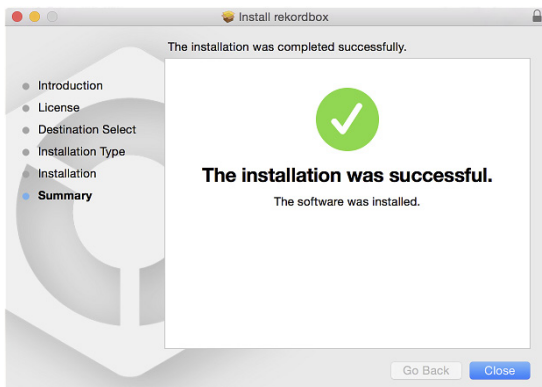 Install rekordbox
The installation was completed successfully.
Introduction
License
Destination Select
Installation Type
Installation
Summary
The installation was successful.
The software was installed.
Go Back
Close